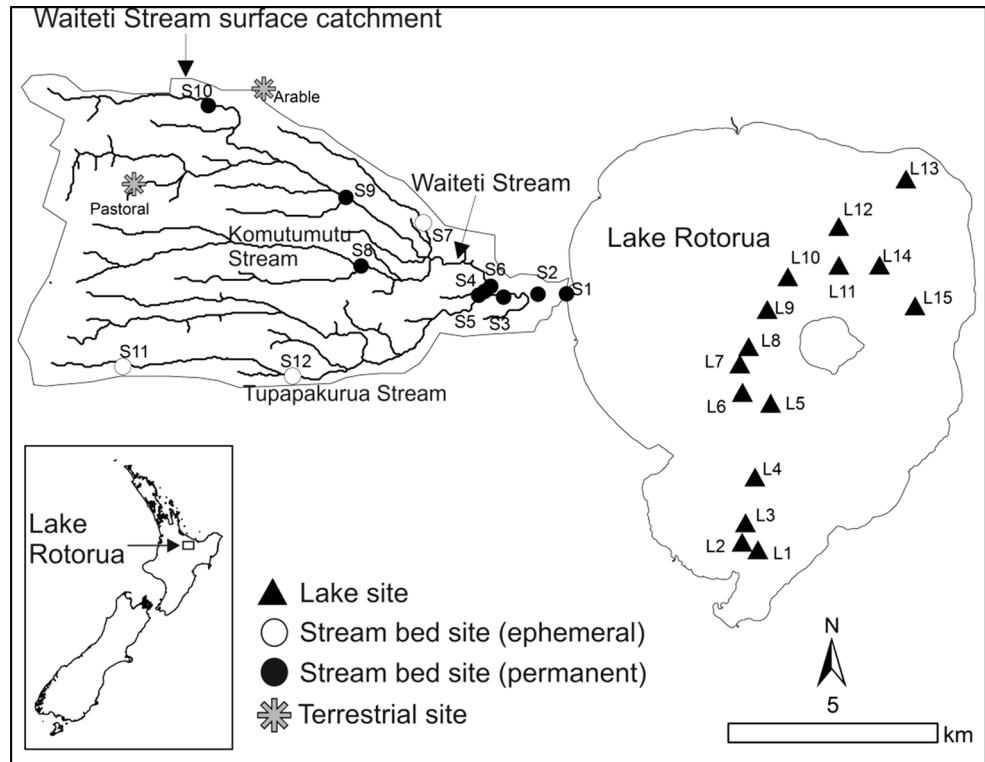 Waiteti Stream surface catchment
S10
Arable
Pastoral
S9
Waiteti Stream
S7
Komutumutu
Stream
S8
S6
S4
S2
S1
S5
S3
S11
S12
Tupapakurua Stream
Lake Rotorua
L13
L12
L10
L14
L11
L9
L15
L8
L7
L6
L5
L4
L3
L2
L1
Lake
Rotorua
Lake site
Stream bed site (ephemeral)
Stream bed site (permanent)
Terrestrial site
N
5
km